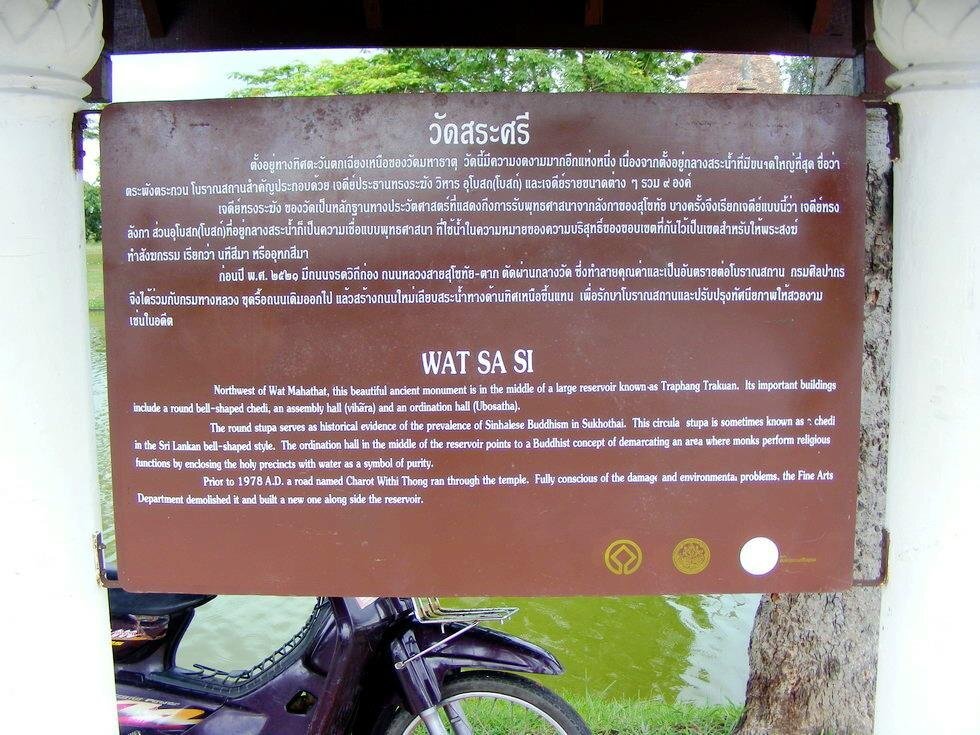 วัดสระศรี
ตั้งอยู่ทางทิศตะวันตกเฉียงเหนือของวัดมหาธาตุ วัดนี้มีความงดงามมากอีกแห่งหนึ่ง เนื่องจากตั้งอยู่กลางสระน้ำที่มีขนาดใหญ่ที่สุด ชื่อว่า
ตระพังตระกวน โบราณสถานสำคัญประกอบด้วย เจดีย์ประธานทรงระฆัง วิหาร อุโบสถ(โบสถ์) และเจดีย์รายขนาดต่าง ๆ รวม ๙ องค์
เจดีย์ทรงระฆัง ของวัดเป็นหลักฐานทางประวัติศาสตร์ที่แสดงถึงการรับพุทธศาสนาจากลังกาของสุโขทัย บางครั้งจึงเรียกเจดีย์แบบนี้ว่า เจดีย์ทรง
ลังกา ส่วนอุโบสถ(โบสถ์)ที่อยู่กลางสระน้ำก็เป็นความเชื่อแบบพุทธศาสนา ที่ใช้น้ำในความหมายของความบริสุทธิ์ของขอบเขตที่กันไว้เป็นเขตสำหรับให้พระสงฆ์
ทำสังฆกรรม เรียกว่า นทีสีมา หรืออุทกสีมา
ก่อนปี พ.ศ. ๒๕๒๑ มีถนนจรดวิถีถ่อง ถนนหลวงสายสุโขทัย-ตาก ตัดผ่านกลางวัด ซึ่งทำลายคุณค่าและเป็นอันตรายต่อโบราณสถาน กรมศิลปากร
จึงได้ร่วมกับกรมทางหลวง ขุดรื้อถนนเดิมออกไป แล้วสร้างถนนใหม่เลียบสระน้ำทางด้านทิศเหนือขึ้นแทน เพื่อรักษาโบราณสถานและปรับปรุงทัศนียภาพให้สวยงาม
เช่นในอดีต
WAT SA SI
Northwest of Wat Mahathat, this beautiful ancient monument is in the middle of a large reservoir known as Traphang Trakuan. Its important buildings
include a round bell-shaped chedi, an assembly hall (vihāra) and an ordination hall (Ubosatha).
The round stupa serves as historical evidence of the prevalence of Sinhalese Buddhism in Sukhothai. This circula stupa is sometimes known as chedi
in the Sri Lankan bell-shaped style. The ordination hall in the middle of the reservoir points to a Buddhist concept of demarcating an area where monks perform religious
functions by enclosing the holy precincts with water as a symbol of purity.
Prior to 1978 A.D. a road named Charot Withi Thong ran through the temple. Fully conscious of the damage and environmental problems, the Fine Arts
Department demolished it and built a new one along side the reservoir.